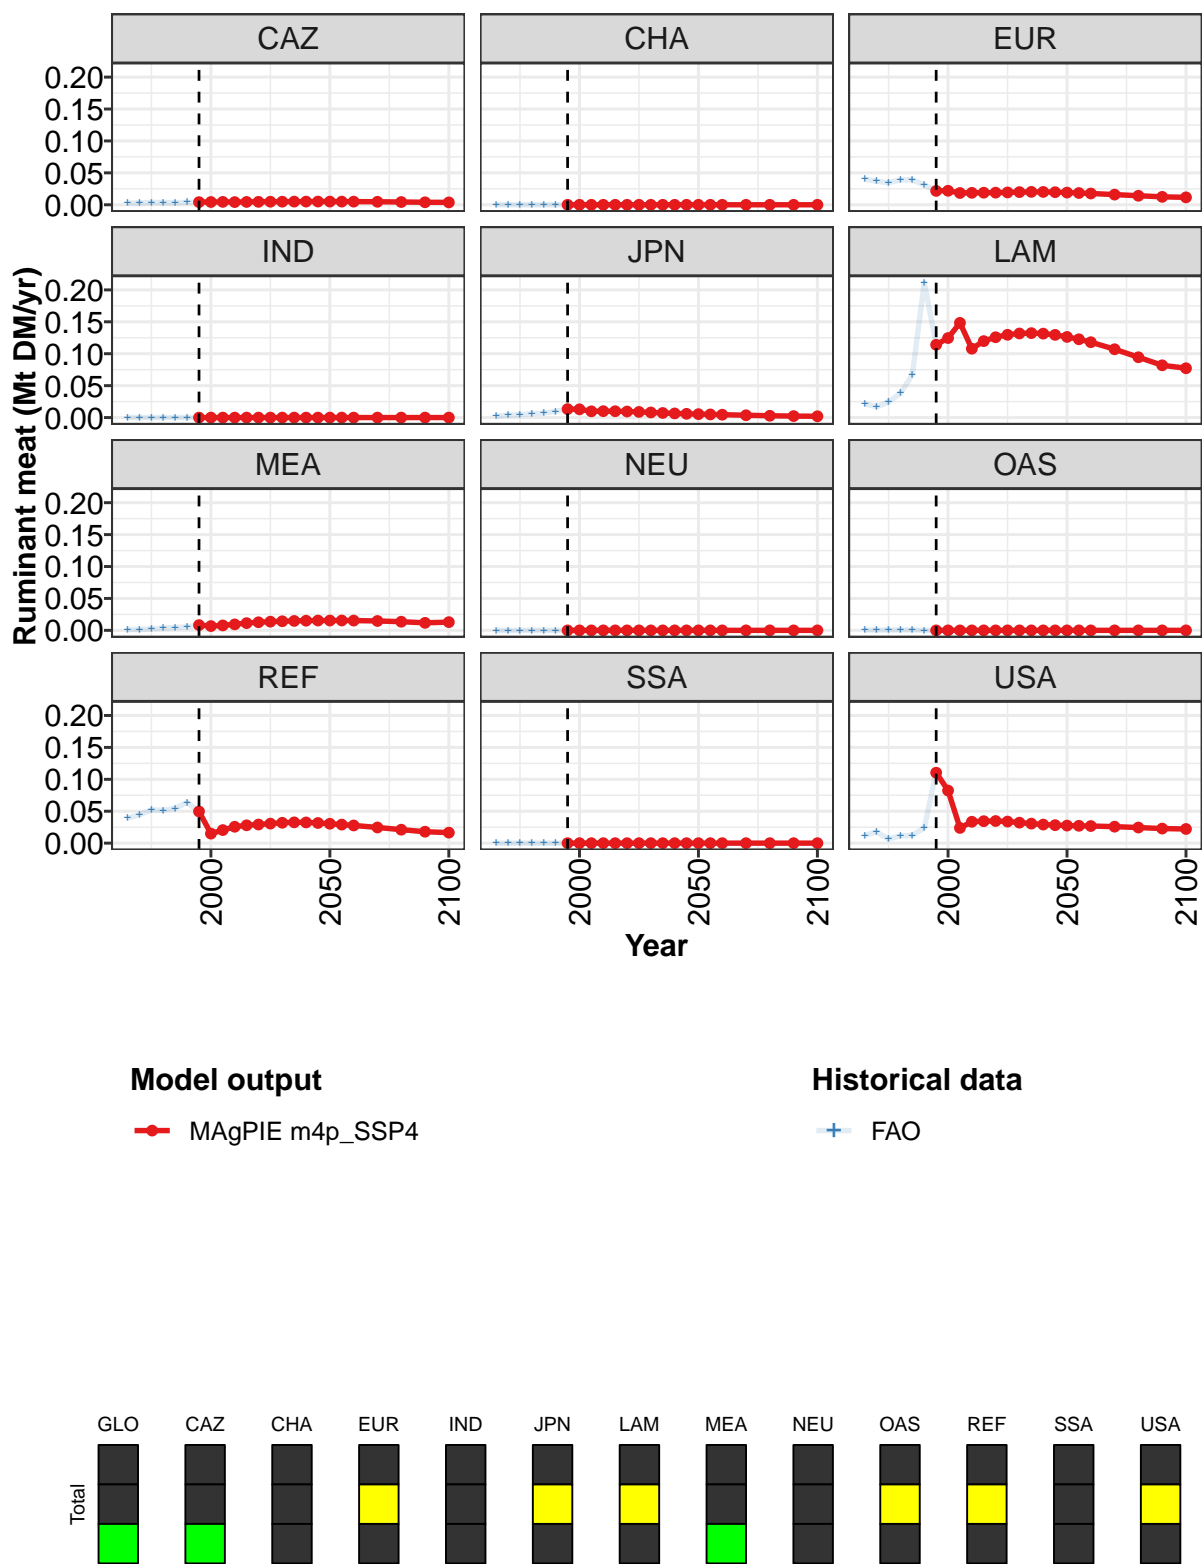 CAZ CHA EUR
0.20
0.15
0.10
0.05
0.00
IND JPN LAM
0.20
0.15
0.10
0.05
0.00
MEA NEU OAS
0.20
0.15
0.10
0.05
0.00
REF SSA USA
0.20
0.15
0.10
0.05
0.00
Ruminant meat (Mt DM/yr)
2000 2050 2100 2000 2050 2100 2000 2050 2100
Year
Model output Historical data
MAgPIE m4p_SSP4 FAO
GLO CAZ CHA EUR IND JPN LAM MEA NEU OAS REF SSA USA
Total